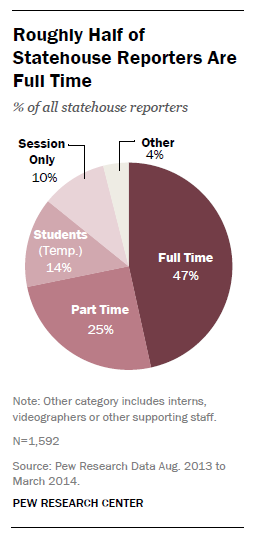 Roughly Half of
Statehouse Reporters Are
Full Time
% of all statehouse reporters
Session
Only
10%
Other
4%
Students
(Temp.)
14%
Full Time
47%
Part Time
25%
Note: Other category includes interns,
videographers or other supporting staff.
N=1,592
Source: Pew Research Data Aug. 2013 to
March 2014.
PEW RESEARCH CENTER